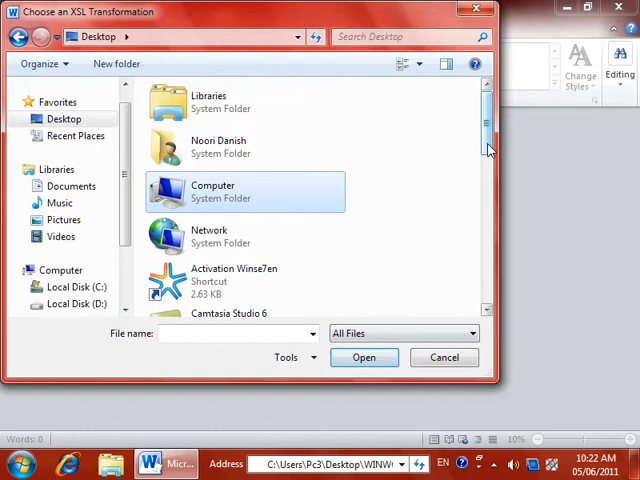 Choose an XSL Transformation
Desktop
Search Desktop
Organize
New folder
Change
Styles
Editing
Favorites
Desktop
Recent Places
Libraries
Documents
Music
Pictures
Videos
Computer
Local Disk (C:)
Local Disk (D:)
Libraries
System Folder
Noori Danish
System Folder
Computer
System Folder
Network
System Folder
Activation Winse7en
Shortcut
2.63 KB
Camtasia Studio 6
File name:
All Files
Tools
Open
Cancel
Words: 0
10%
Micr...
Address
C:\Users\Pc3\Desktop\WINW
EN
10:22 AM
05/06/2011